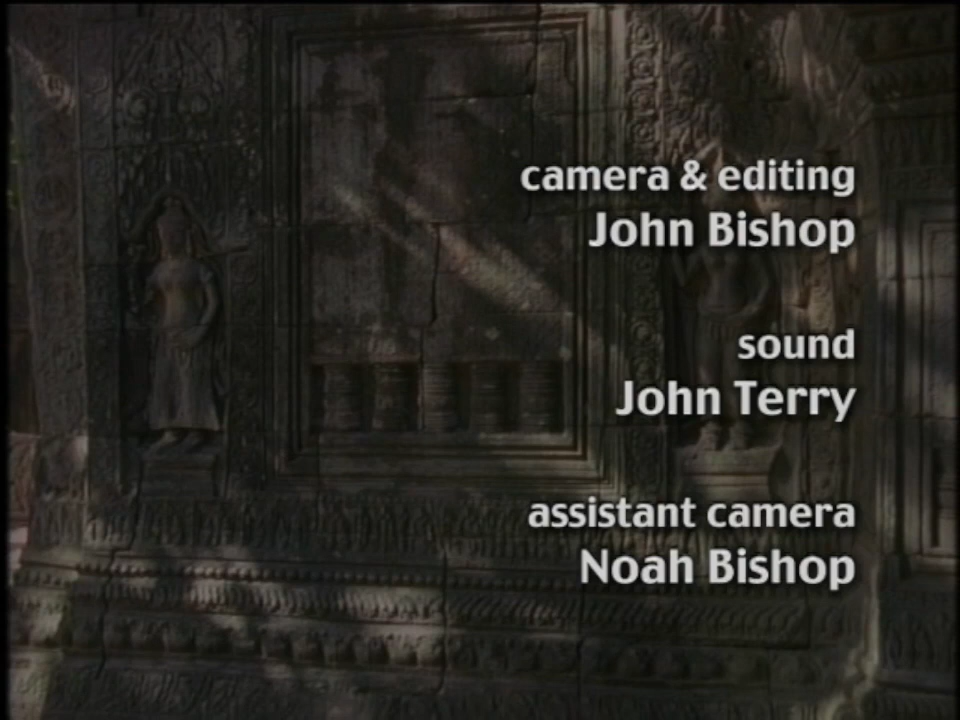 camera & editing
John Bishop
sound
John Terry
assistant camera
Noah Bishop